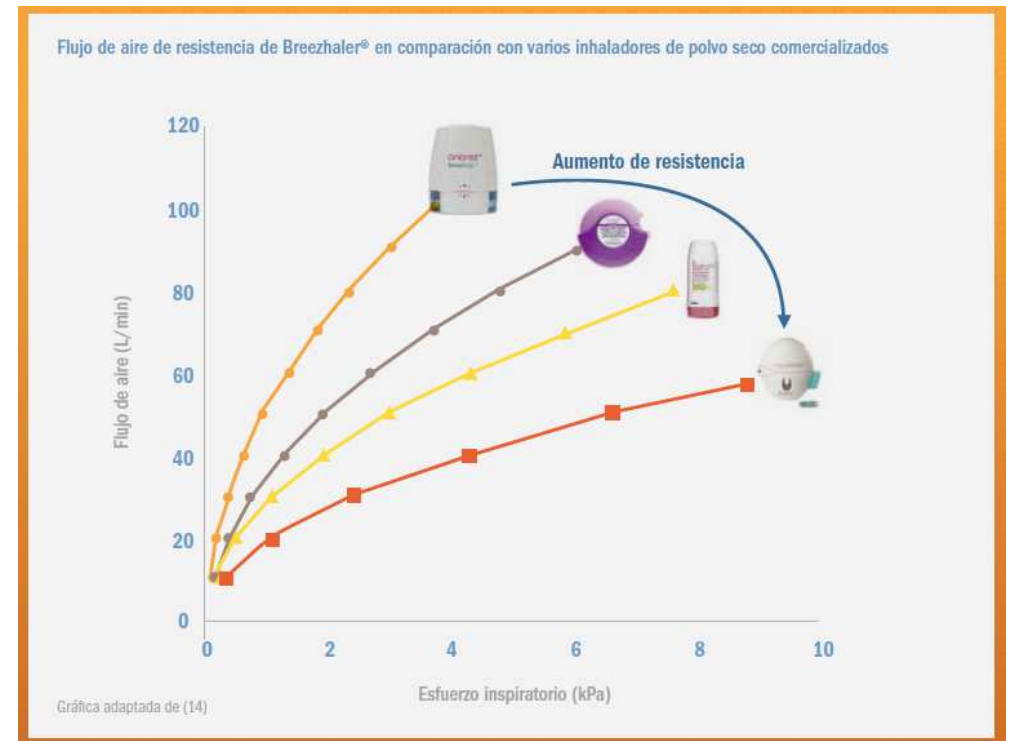 Flujo de aire de resistencia de Breezhaler® en comparación con varios inhaladores de polvo seco comercializados
120
100
80
60
40
20
0
Flujo de aire (L/min)
Aumento de resistencia
onbrez
breezhaler
0 2 4 6 8 10
Esfuerzo inspiratorio (kPa)
Gráfica adaptada de (14)